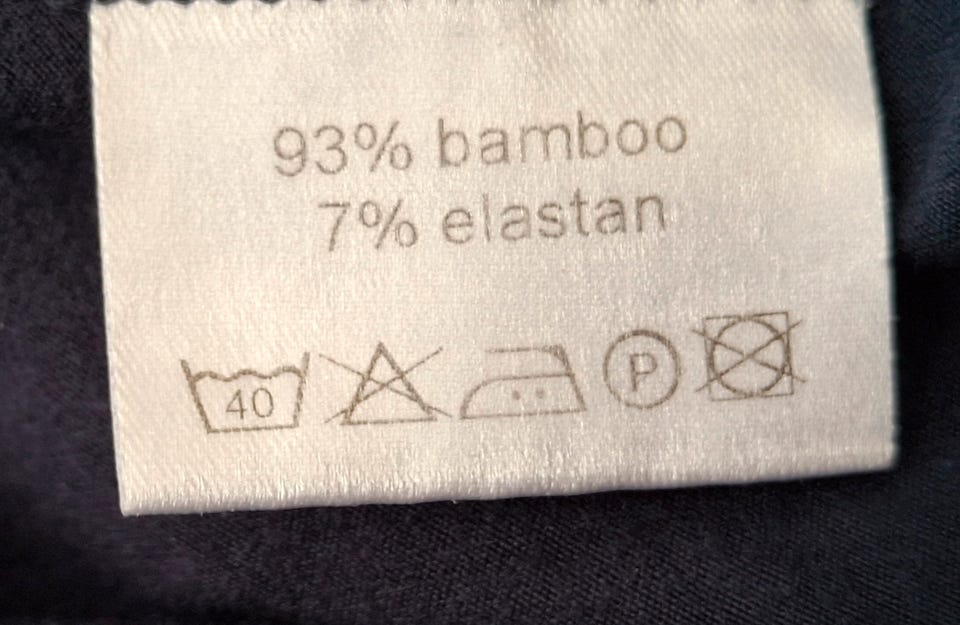 93% bamboo
7% elastan
40 P